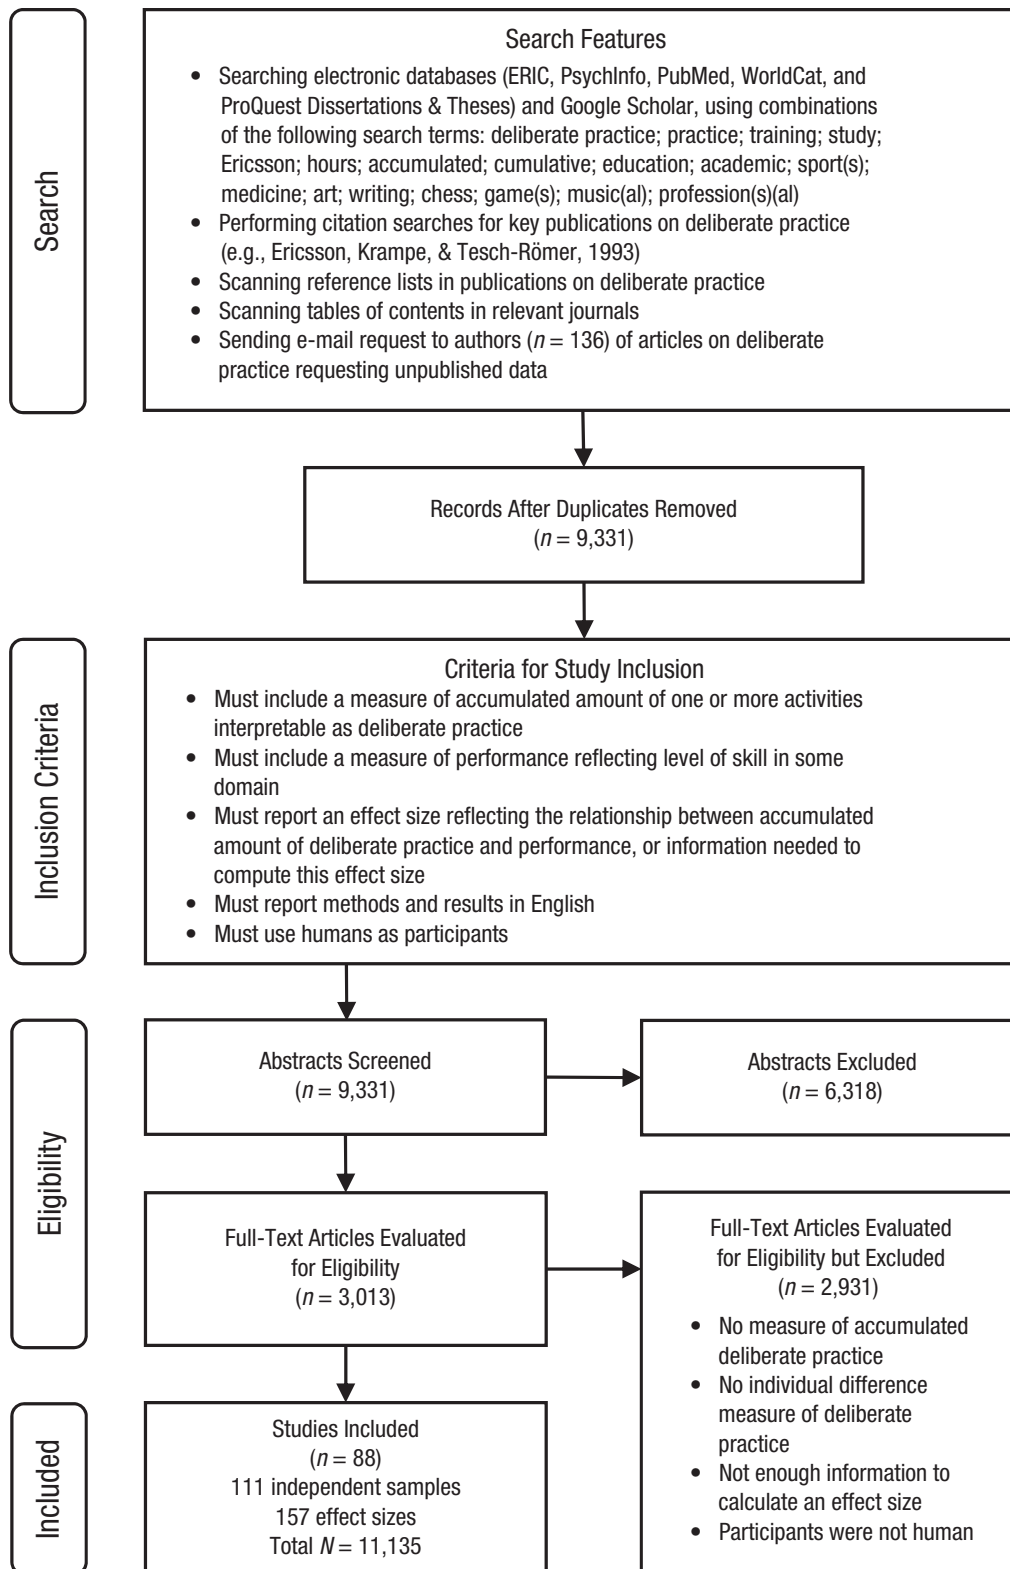 Search
Search Features
• Searching electronic databases (ERIC, PsychInfo, PubMed, WorldCat, and
ProQuest Dissertations & Theses) and Google Scholar, using combinations
of the following search terms: deliberate practice; practice; training; study;
Ericsson; hours; accumulated; cumulative; education; academic; sport(s);
medicine; art; writing; chess; game(s); music(al); profession(s)(al)
• Performing citation searches for key publications on deliberate practice
(e.g., Ericsson, Krampe, & Tesch-Römer, 1993)
• Scanning reference lists in publications on deliberate practice
• Scanning tables of contents in relevant journals
• Sending e-mail request to authors (n = 136) of articles on deliberate
practice requesting unpublished data
Records After Duplicates Removed
(n = 9,331)
Inclusion Criteria
Criteria for Study Inclusion
• Must include a measure of accumulated amount of one or more activities
interpretable as deliberate practice
• Must include a measure of performance reflecting level of skill in some
domain
• Must report an effect size reflecting the relationship between accumulated
amount of deliberate practice and performance, or information needed to
compute this effect size
• Must report methods and results in English
• Must use humans as participants
Eligibility
Abstracts Screened
(n = 9,331)
Abstracts Excluded
(n = 6,318)
Full-Text Articles Evaluated
for Eligibility
(n = 3,013)
Full-Text Articles Evaluated
for Eligibility but Excluded
(n = 2,931)
• No measure of accumulated
deliberate practice
• No individual difference
measure of deliberate
practice
• Not enough information to
calculate an effect size
• Participants were not human
Included
Studies Included
(n = 88)
111 independent samples
157 effect sizes
Total N = 11,135